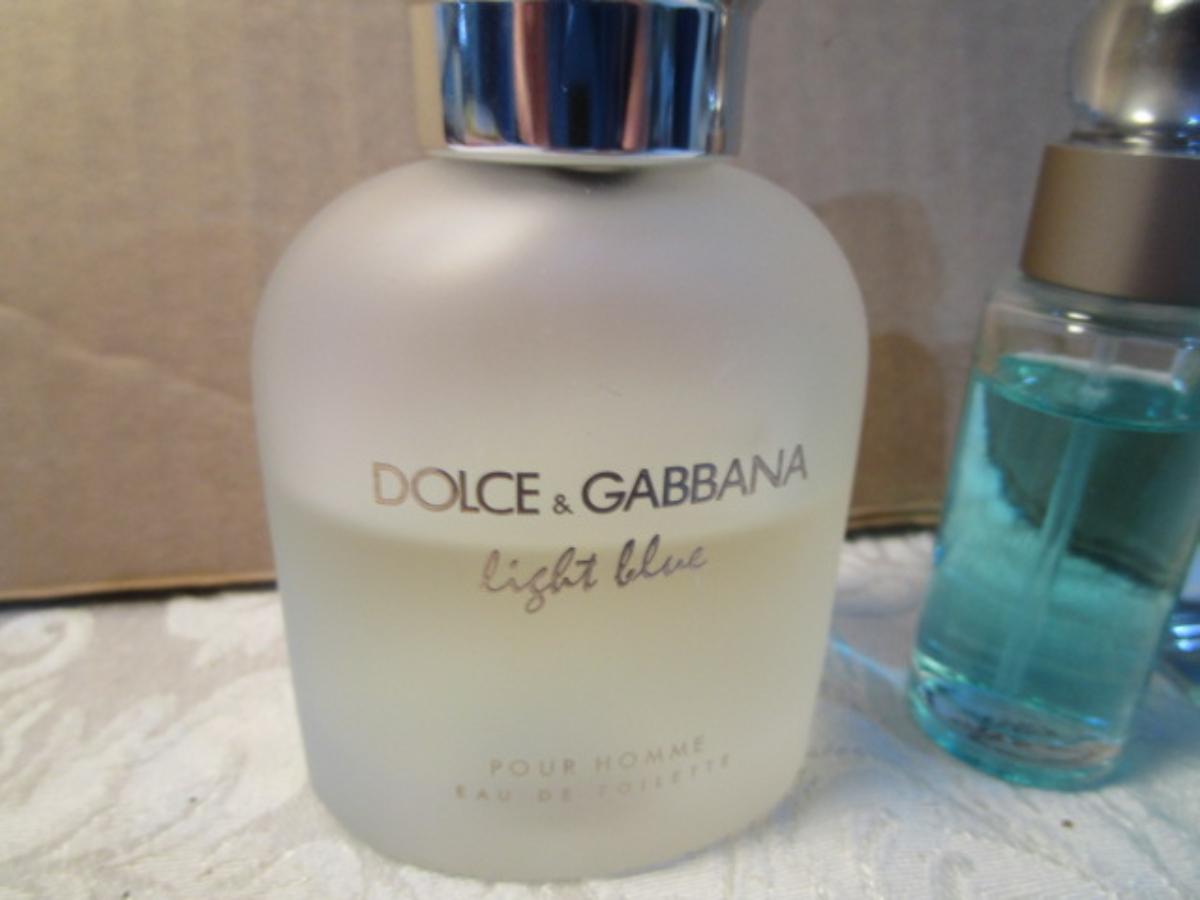 DOLCE & GABBANA
light blue
POUR HOMME
EAU DE TOILETTE